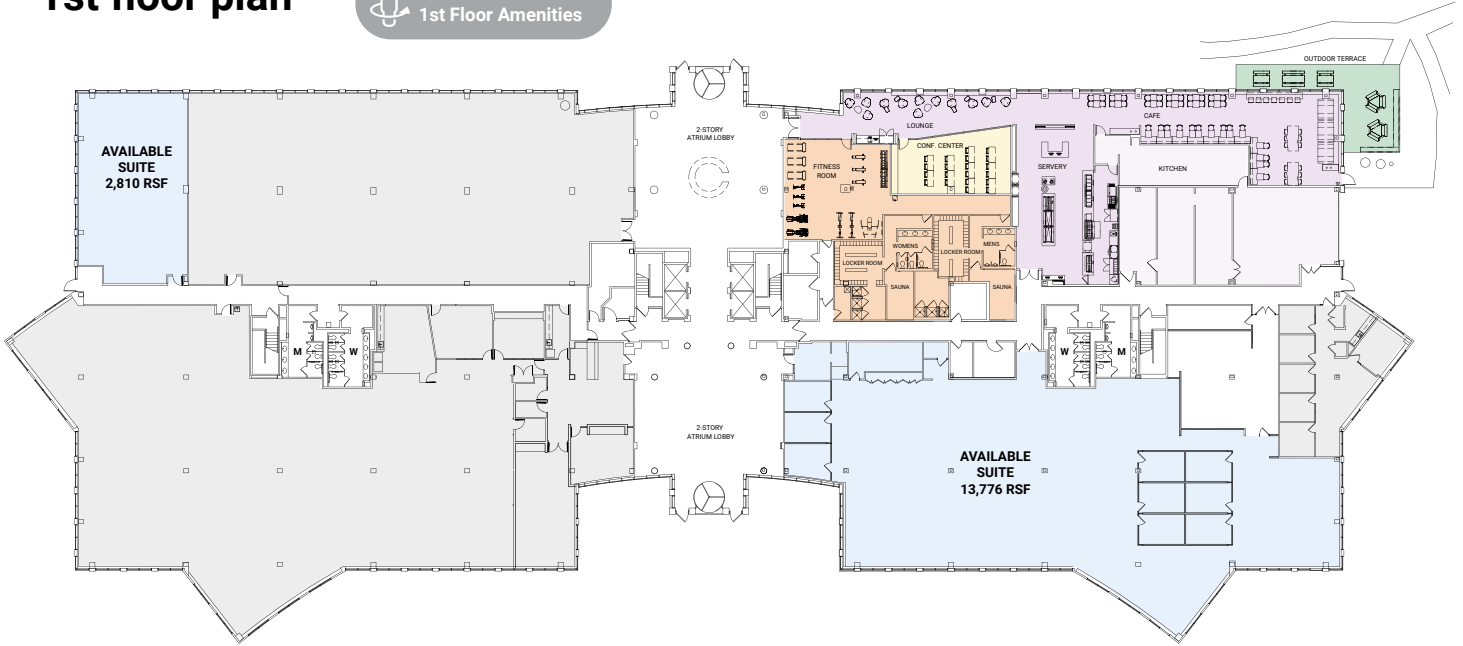 1st floor plan
1st Floor Amenities
OUTDOOR TERRACE
AVAILABLE
SUITE
2,810 RSF
2-STORY
ATRIUM LOBBY
LOUNGE
CAFE
CONF. CENTER
FITNESS
ROOM
SERVERY
KITCHEN
WOMENS
LOCKER ROOM
LOCKER ROOM
MENS
SAUNA
SAUNA
M
W
W
M
2-STORY
ATRIUM LOBBY
AVAILABLE
SUITE
13,776 RSF